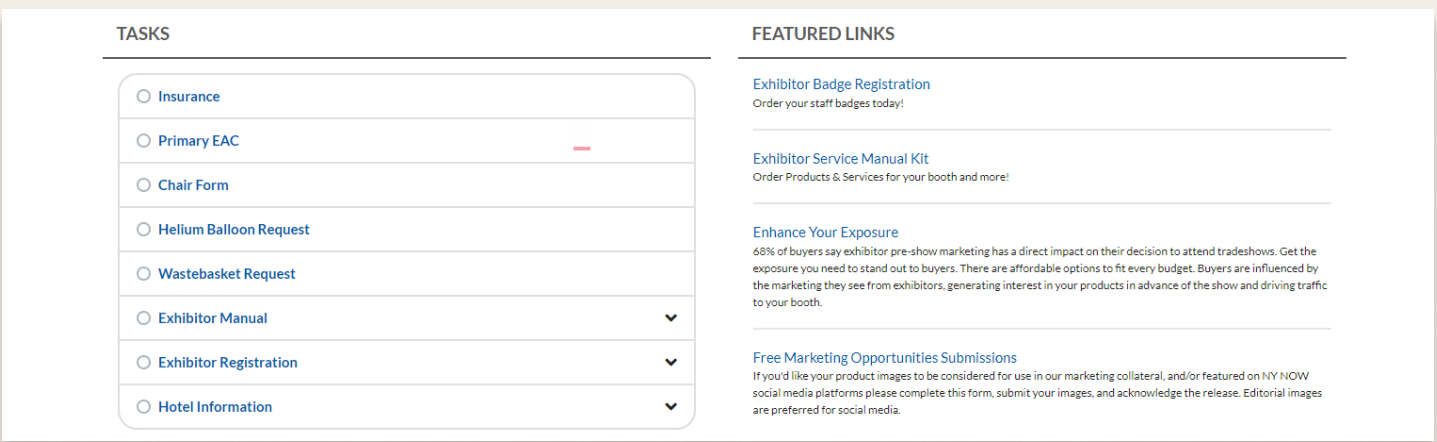 TASKS
Insurance
Primary EAC
Chair Form
Helium Balloon Request
Wastebasket Request
Exhibitor Manual
Exhibitor Registration
Hotel Information
FEATURED LINKS
Exhibitor Badge Registration
Order your staff badges today!
Exhibitor Service Manual Kit
Order Products & Services for your booth and more!
Enhance Your Exposure
68% of buyers say exhibitor pre-show marketing has a direct impact on their decision to attend tradeshows. Get the
exposure you need to stand out to buyers. There are affordable options to fit every budget. Buyers are influenced by
the marketing they see from exhibitors, generating interest in your products in advance of the show and driving traffic
to your booth.
Free Marketing Opportunities Submissions
If you'd like your product images to be considered for use in our marketing collateral, and/or featured on NY NOW
social media platforms please complete this form, submit your images, and acknowledge the release. Editorial images
are preferred for social media.